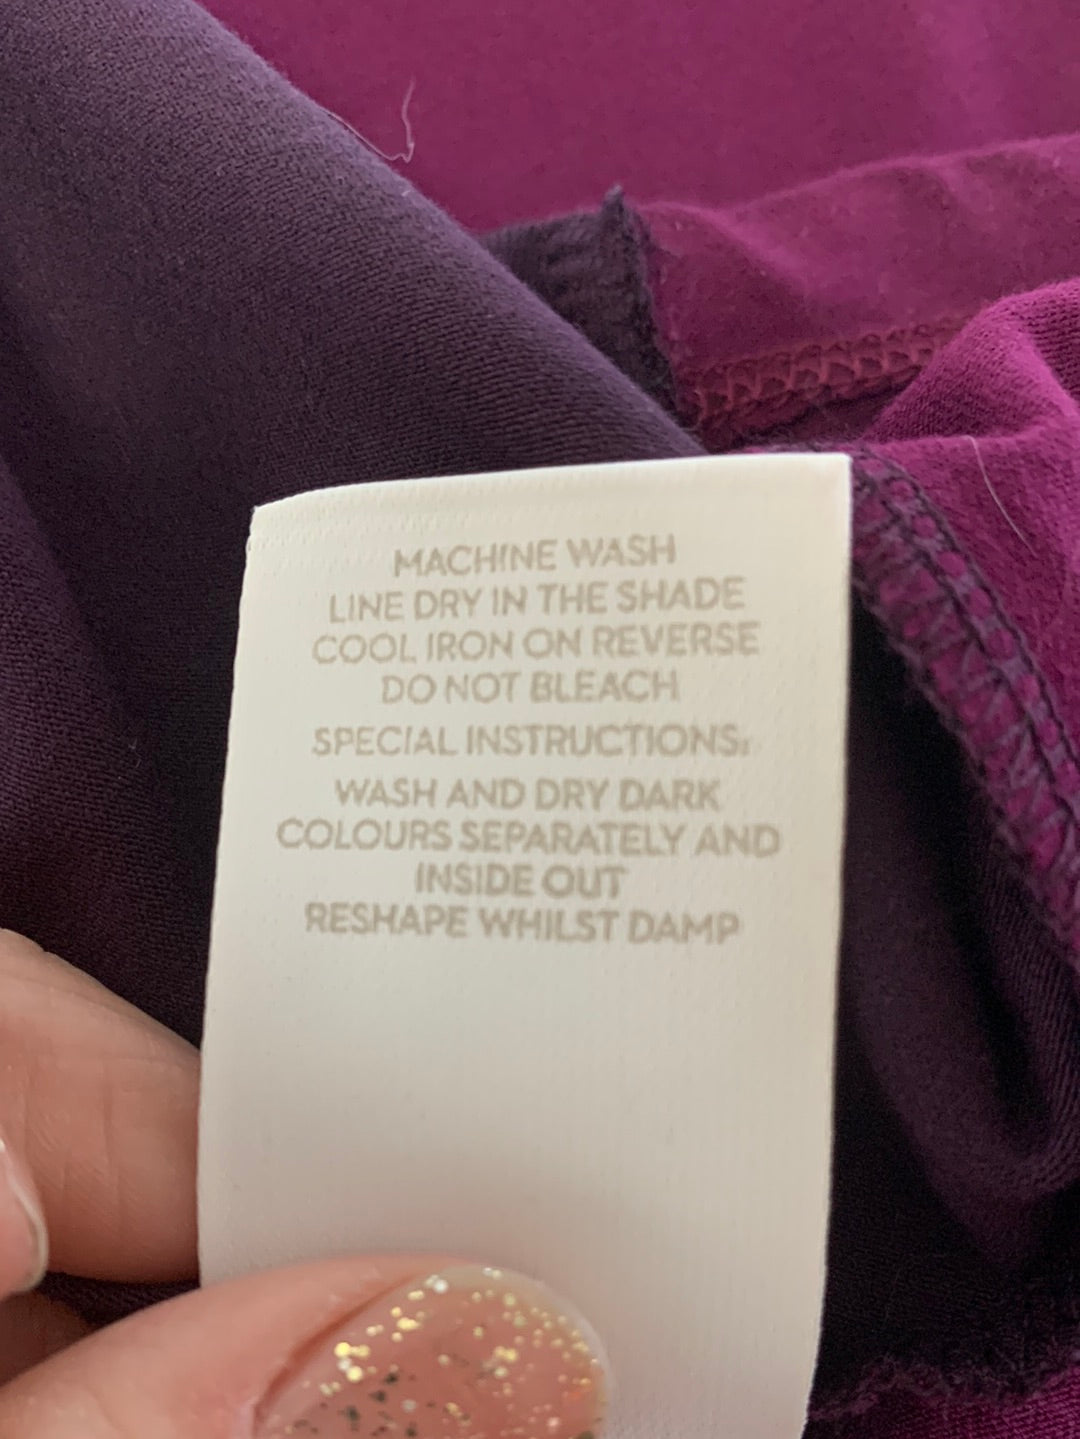 MACHINE WASH
LINE DRY IN THE SHADE
COOL IRON ON REVERSE
DO NOT BLEACH
SPECIAL INSTRUCTIONS:
WASH AND DRY DARK
COLOURS SEPARATELY AND
INSIDE OUT
RESHAPE WHILST DAMP